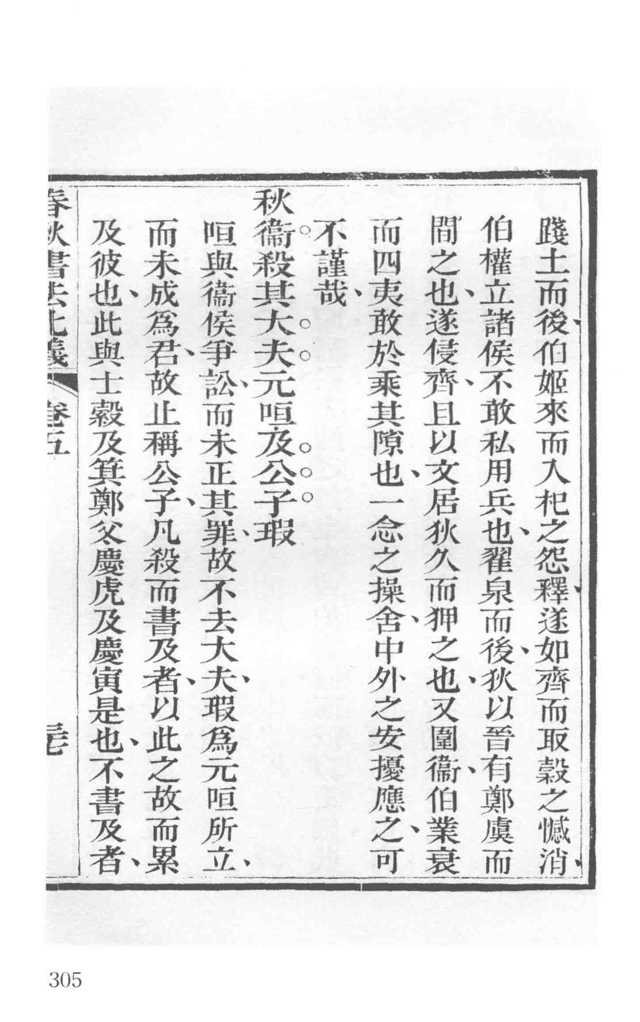 踐土而後伯姬來而入杞之怨釋遂如齊而取穀之憾消
伯權立諸侯不敢私用兵也翟泉而後狄以晉有鄭虞而
間之也遂侵齊且以文居狄久而狎之也又圍衞伯業衰
而四夷敢於乘其隙也一念之操舍中外之安擾應之可
不謹哉
秋衞殺其大夫元咺及公子瑕
咺與衞侯爭訟而未正其罪故不去大夫瑕爲元咺所立
而未成爲君故止稱公子凡殺而書及者以此之故而累
及彼也此與士縠及箕鄭父慶虎及慶寅是也不書及者
春秋書法比義 卷五
305